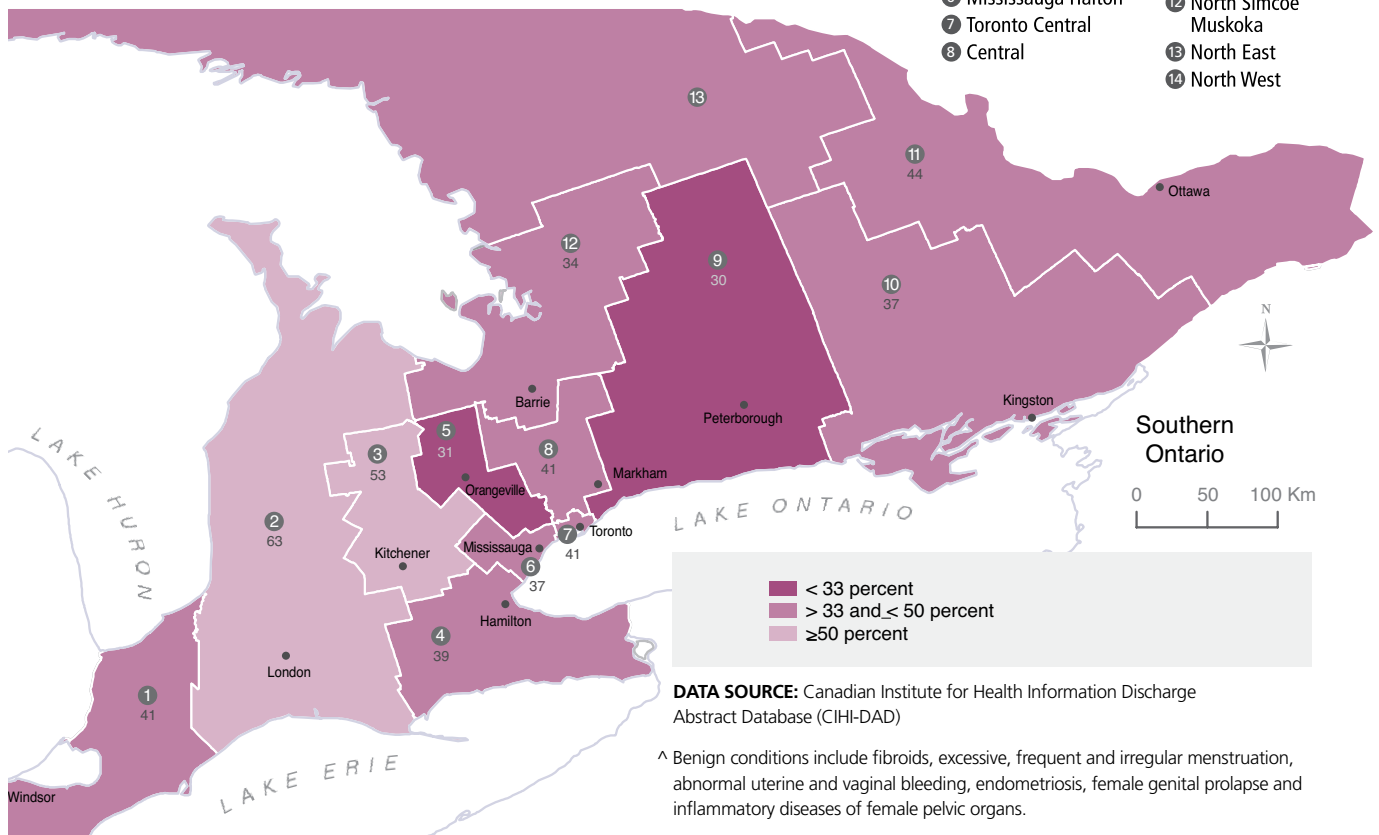 Mississauga Halton
7 Toronto Central
8 Central
12 North Simcoe
Muskoka
13 North East
14 North West
13
11
44
Ottawa
12
34
9
30
10
37
N
Barrie
Peterborough
Kingston
Southern
Ontario
0 50 100 Km
5
31
Orangeville
8
41
Markham
3
53
Kitchener
2
63
London
LAKE HURON
LAKE ONTARIO
7
Toronto
41
Mississauga
6
37
Hamilton
4
39
1
41
Windsor
LAKE ERIE
< 33 percent
> 33 and ≤ 50 percent
≥50 percent
DATA SOURCE: Canadian Institute for Health Information Discharge
Abstract Database (CIHI-DAD)
^ Benign conditions include fibroids, excessive, frequent and irregular menstruation,
abnormal uterine and vaginal bleeding, endometriosis, female genital prolapse and
inflammatory diseases of female pelvic organs.